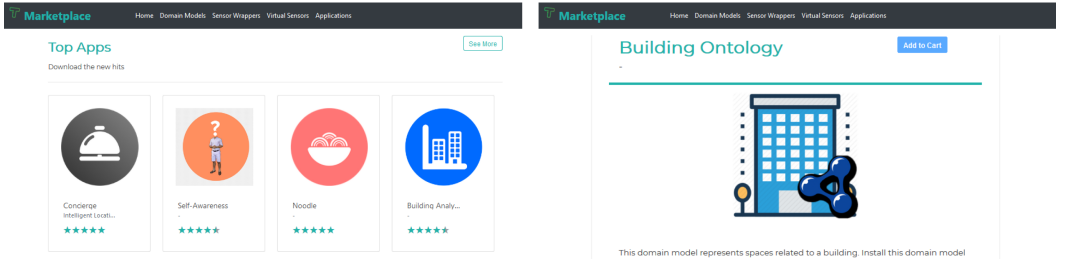 Marketplace Home Domain Models Sensor Wrappers Virtual Sensors Applications
Top Apps See More
Download the new hits
?
Concierge
Intelligent Locati...
Self-Awareness
-
Noodle
-
Building Analy...
-
Marketplace Home Domain Models Sensor Wrappers Virtual Sensors Applications
Building Ontology Add to Cart
-
This domain model represents spaces related to a building. Install this domain model